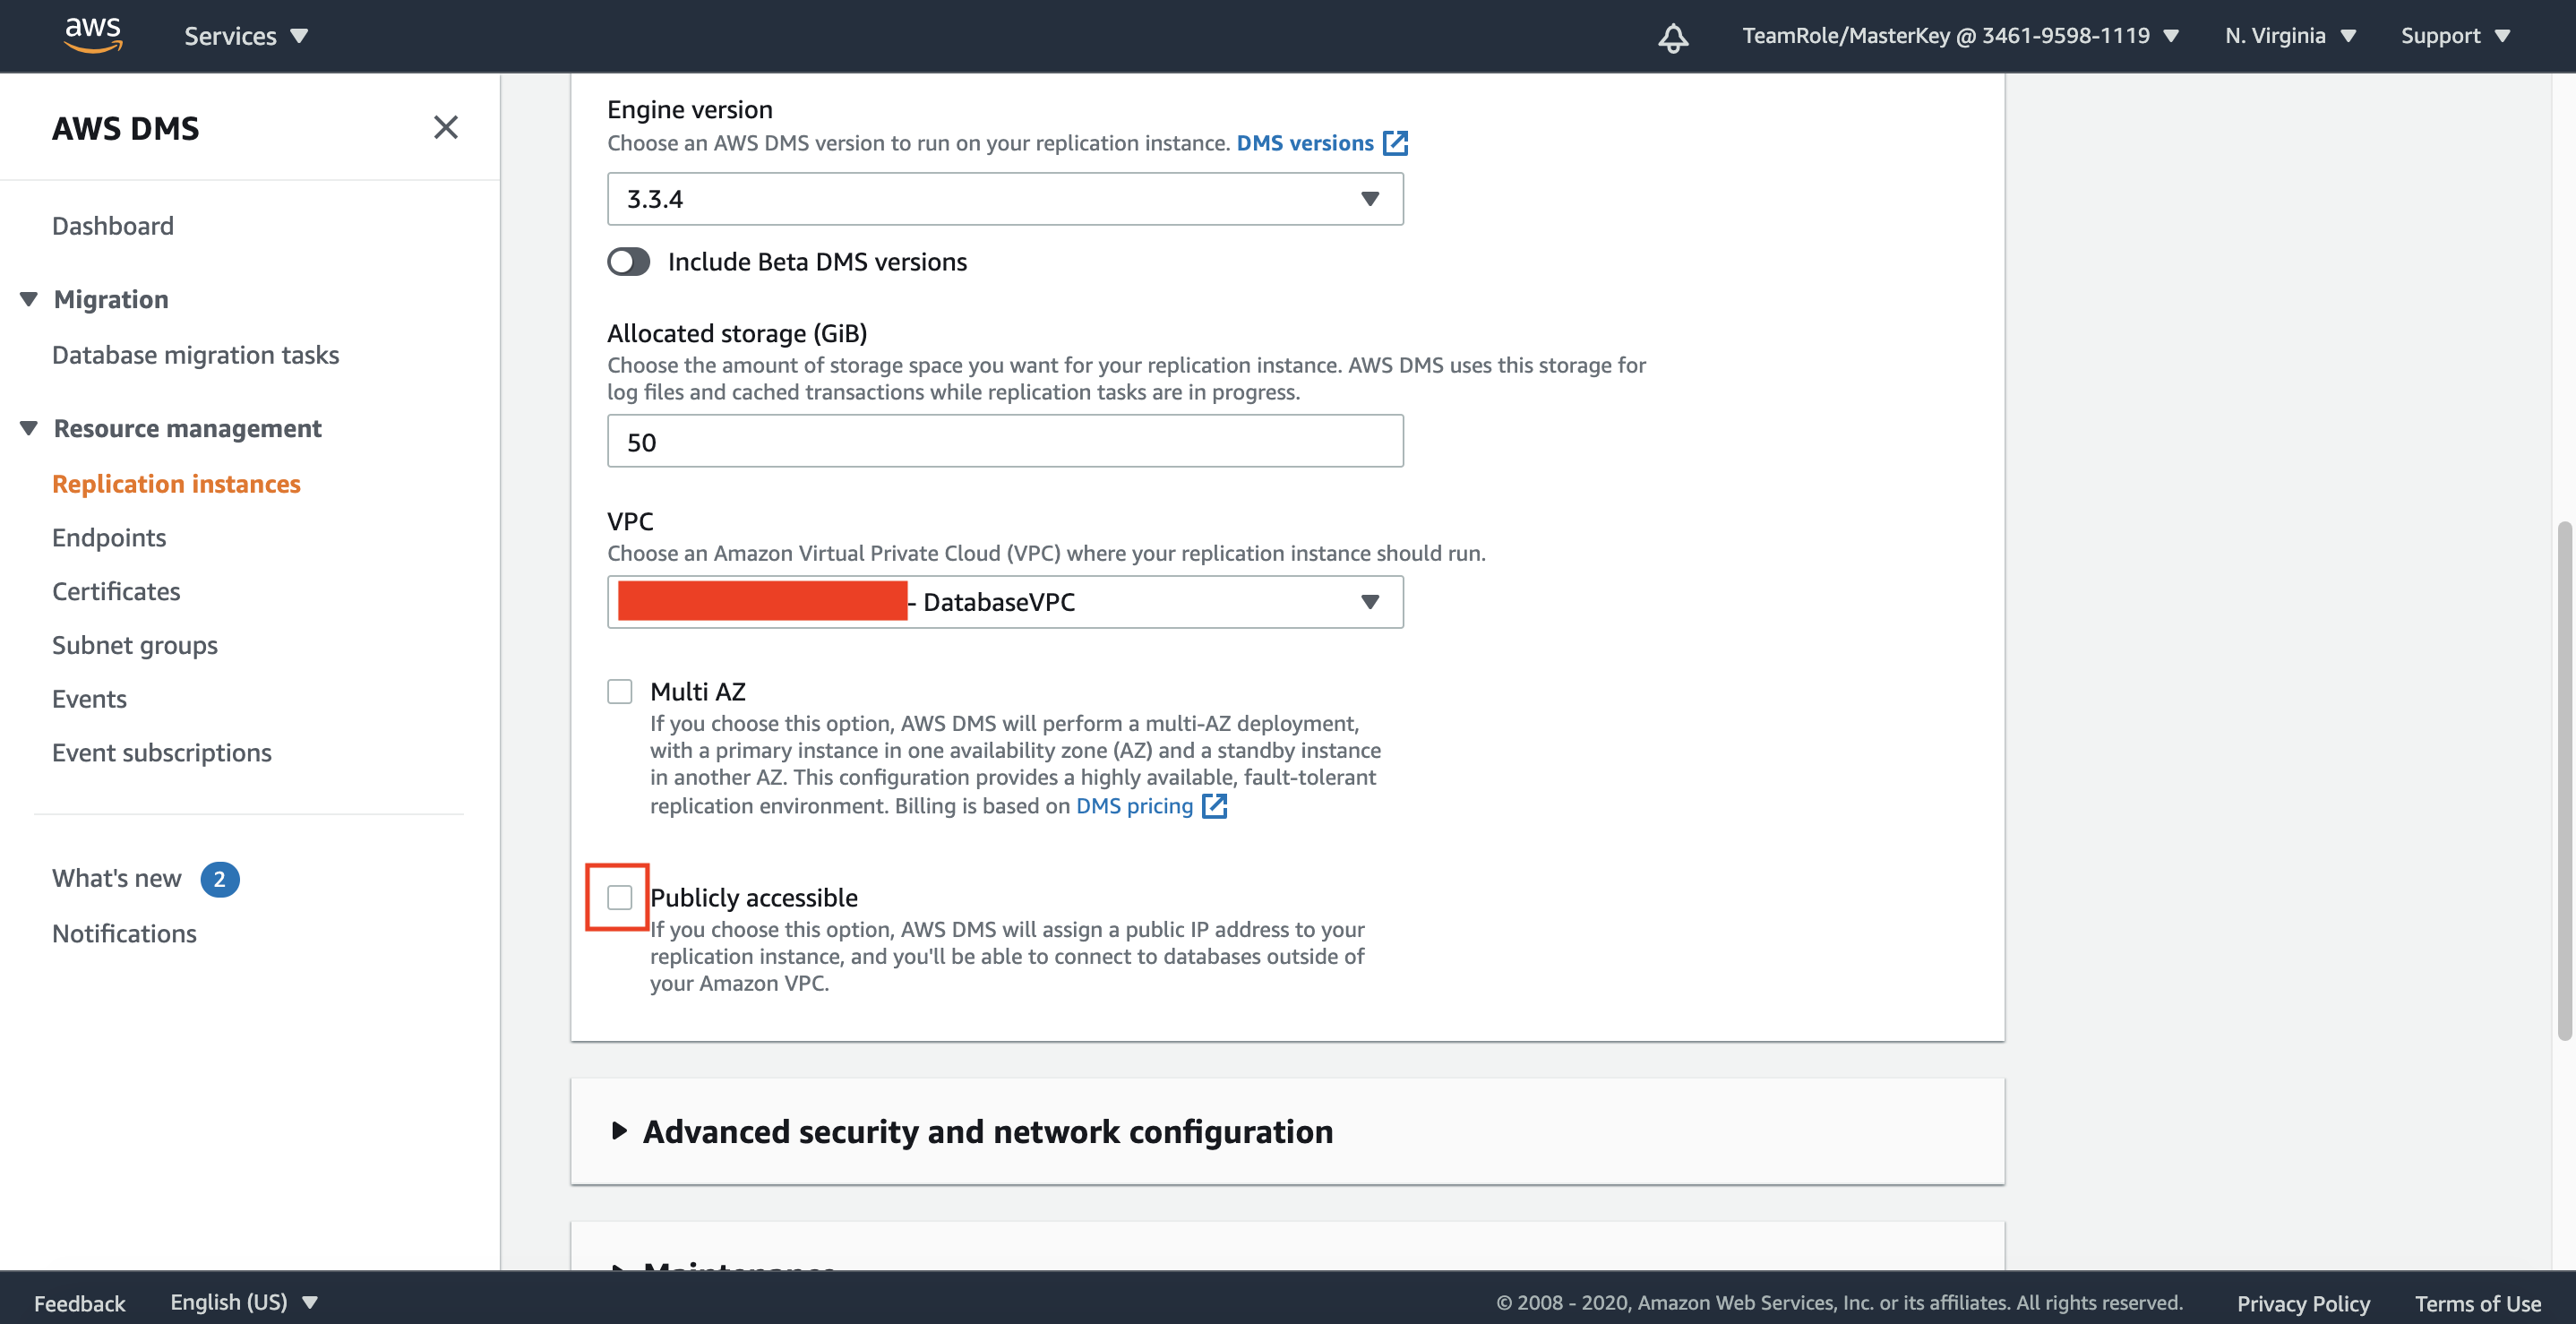 aws
Services
TeamRole/MasterKey @ 3461-9598-1119
N. Virginia
Support
AWS DMS
Dashboard
Migration
Database migration tasks
Resource management
Replication instances
Endpoints
Certificates
Subnet groups
Events
Event subscriptions
What's new 2
Notifications
Engine version
Choose an AWS DMS version to run on your replication instance. DMS versions
3.3.4
Include Beta DMS versions
Allocated storage (GiB)
Choose the amount of storage space you want for your replication instance. AWS DMS uses this storage for
log files and cached transactions while replication tasks are in progress.
50
VPC
Choose an Amazon Virtual Private Cloud (VPC) where your replication instance should run.
- DatabaseVPC
Multi AZ
If you choose this option, AWS DMS will perform a multi-AZ deployment,
with a primary instance in one availability zone (AZ) and a standby instance
in another AZ. This configuration provides a highly available, fault-tolerant
replication environment. Billing is based on DMS pricing
Publicly accessible
If you choose this option, AWS DMS will assign a public IP address to your
replication instance, and you'll be able to connect to databases outside of
your Amazon VPC.
Advanced security and network configuration
Maintenance
Feedback
English (US)
© 2008 - 2020, Amazon Web Services, Inc. or its affiliates. All rights reserved.
Privacy Policy
Terms of Use